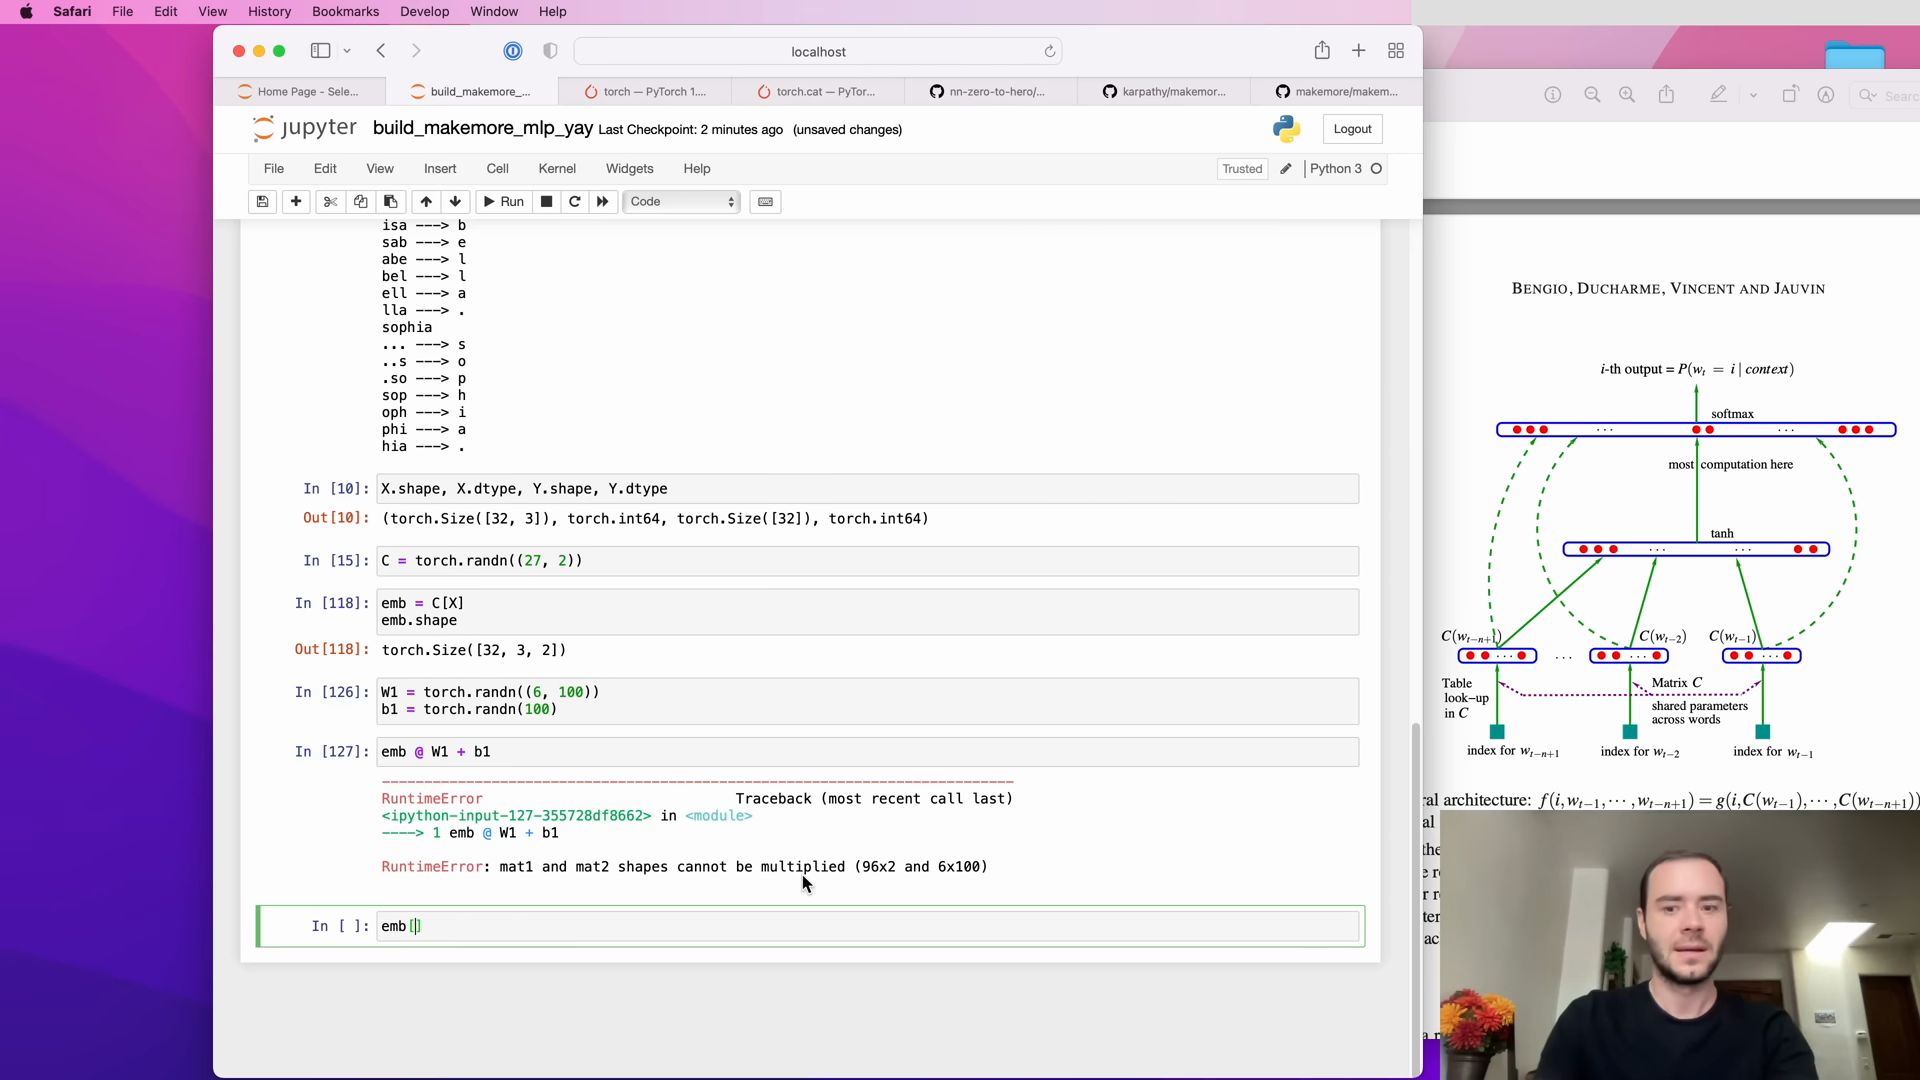 Safari File Edit View History Bookmarks Develop Window Help
localhost
Home Page - Sele...
build_makemore_...
torch — PyTorch 1....
torch.cat — PyTor...
nn-zero-to-hero/...
karpathy/makemor...
makemore/makem...
Search
jupyter build_makemore_mlp_yay Last Checkpoint: 2 minutes ago (unsaved changes)
Logout
File Edit View Insert Cell Kernel Widgets Help
Trusted
Python 3
Run
Code
isa ---> b
sab ---> e
abe ---> l
bel ---> l
ell ---> a
lla ---> .
sophia
... ---> s
..s ---> o
.so ---> p
sop ---> h
oph ---> i
phi ---> a
hia ---> .
In [10]: X.shape, X.dtype, Y.shape, Y.dtype
Out[10]: (torch.Size([32, 3]), torch.int64, torch.Size([32]), torch.int64)
In [15]: C = torch.randn((27, 2))
In [118]: emb = C[X]
emb.shape
Out[118]: torch.Size([32, 3, 2])
In [126]: W1 = torch.randn((6, 100))
b1 = torch.randn(100)
In [127]: emb @ W1 + b1
---------------------------------------------------------------------------
RuntimeError Traceback (most recent call last)
<ipython-input-127-355728df8662> in <module>
----> 1 emb @ W1 + b1
RuntimeError: mat1 and mat2 shapes cannot be multiplied (96x2 and 6x100)
In [ ]: emb[]
BENGIO, DUCHARME, VINCENT AND JAUVIN
i-th output = P(w_t = i | context)
softmax
... ...
most computation here
tanh
... ...
C(w_{t−n+1}) C(w_{t−2}) C(w_{t−1})
... ... ... ...
Table
look−up
in C
Matrix C
shared parameters
across words
index for w_{t−n+1} index for w_{t−2} index for w_{t−1}
ral architecture: f(i,w_{t−1},⋯,w_{t−n+1}) = g(i,C(w_{t−1}),⋯,C(w_{t−n+1}))
al
the
e r
r r
ter
ac